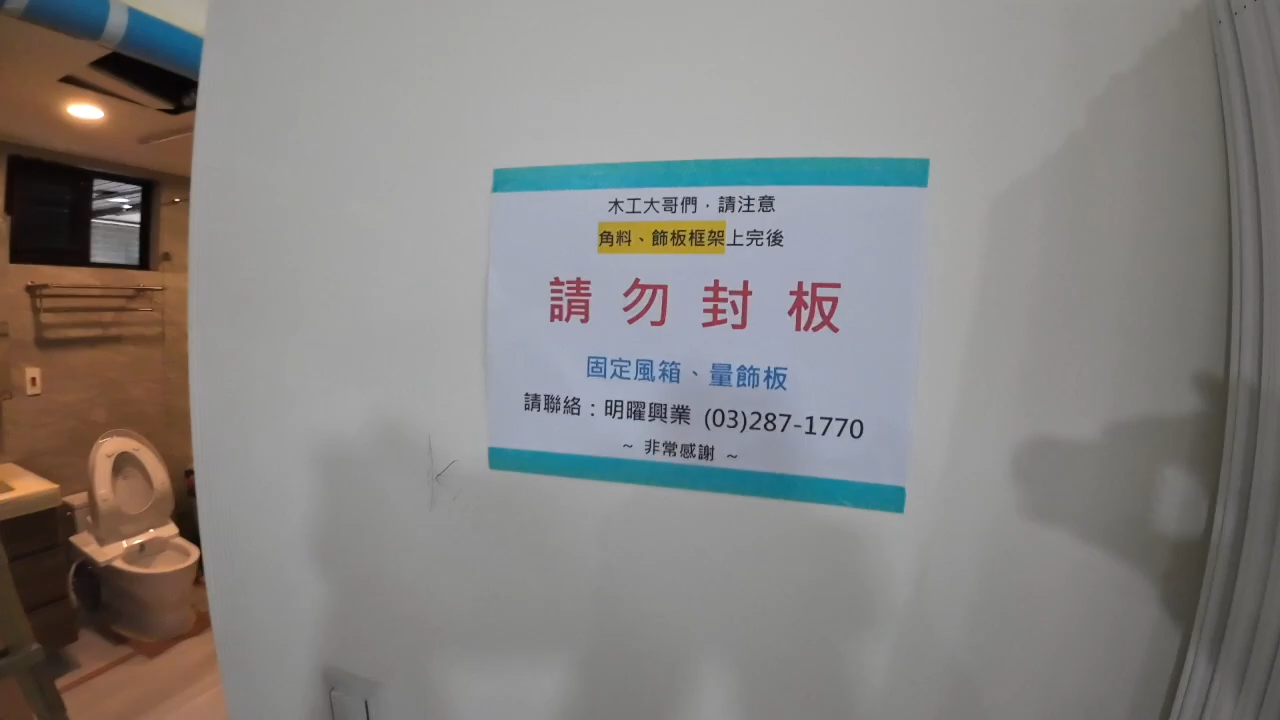 木工大哥們，請注意
角料、飾板框架上完後
請勿封板
固定風箱、量飾板
請聯絡：明曜興業 (03)287-1770
~ 非常感謝 ~